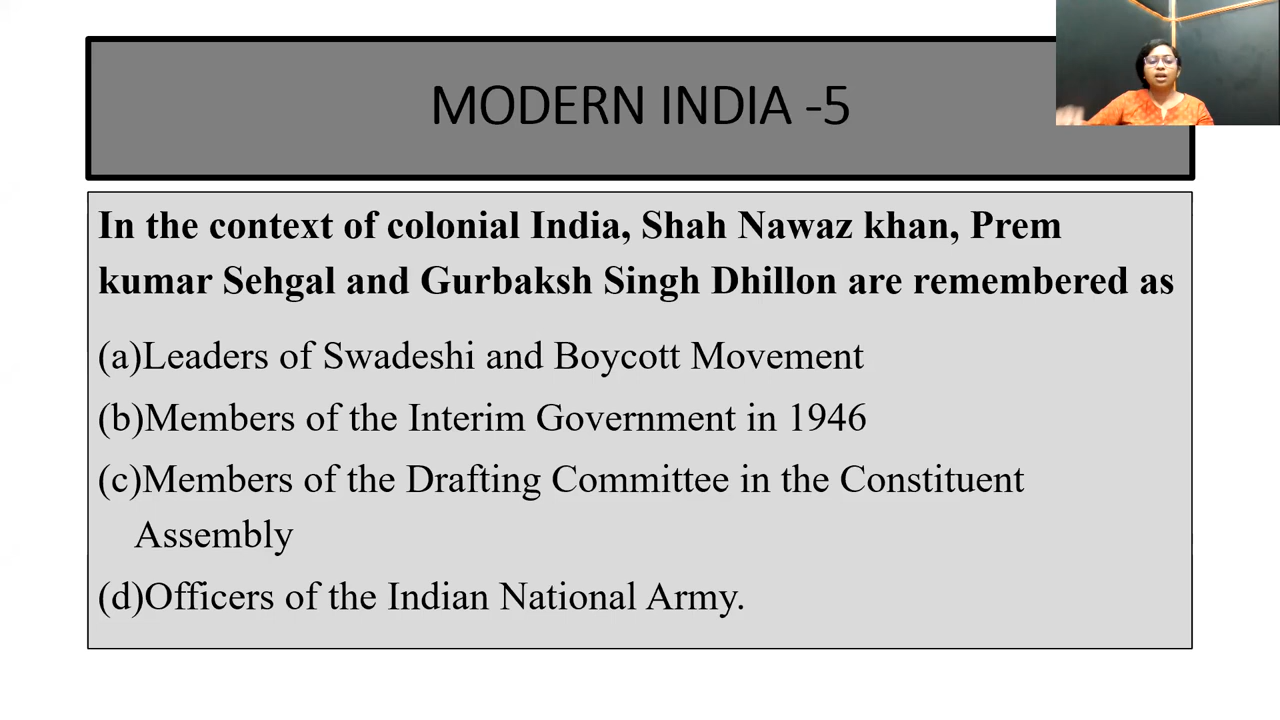 MODERN INDIA -5
In the context of colonial India, Shah Nawaz khan, Prem
kumar Sehgal and Gurbaksh Singh Dhillon are remembered as
(a)Leaders of Swadeshi and Boycott Movement
(b)Members of the Interim Government in 1946
(c)Members of the Drafting Committee in the Constituent
Assembly
(d)Officers of the Indian National Army.